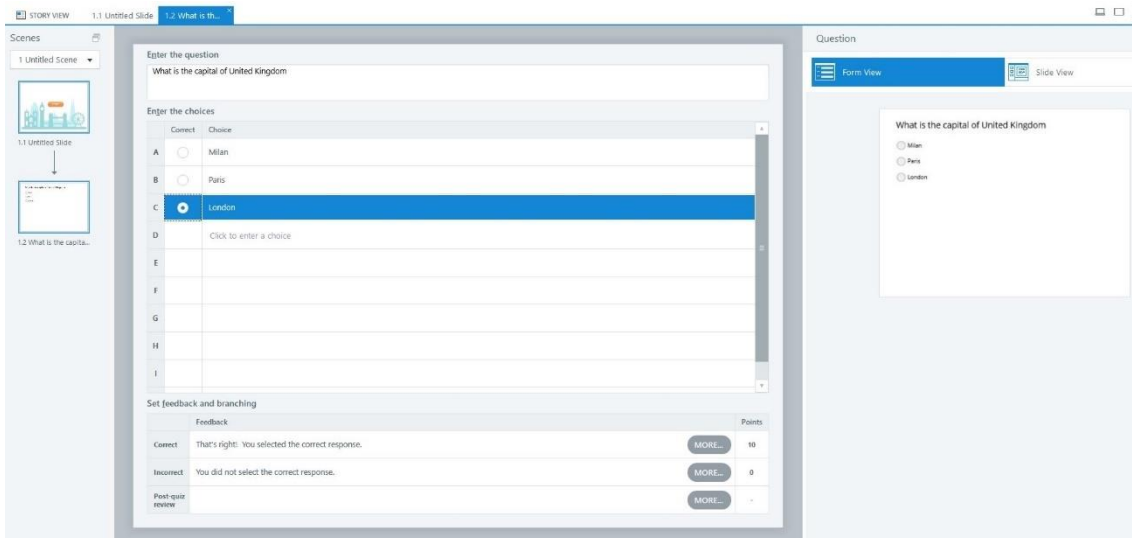 STORY VIEW
1.1 Untitled Slide
1.2 What is th...
Scenes
1 Untitled Scene
1.1 Untitled Slide
1.2 What is the capita...
Enter the question
What is the capital of United Kingdom
Enter the choices
Correct Choice
A Milan
B Paris
C London
D Click to enter a choice
E
F
G
H
I
Set feedback and branching
Feedback Points
Correct That's right! You selected the correct response. MORE... 10
Incorrect You did not select the correct response. MORE... 0
Post-quiz
review MORE... -
Question
Form View Slide View
What is the capital of United Kingdom
Milan
Paris
London